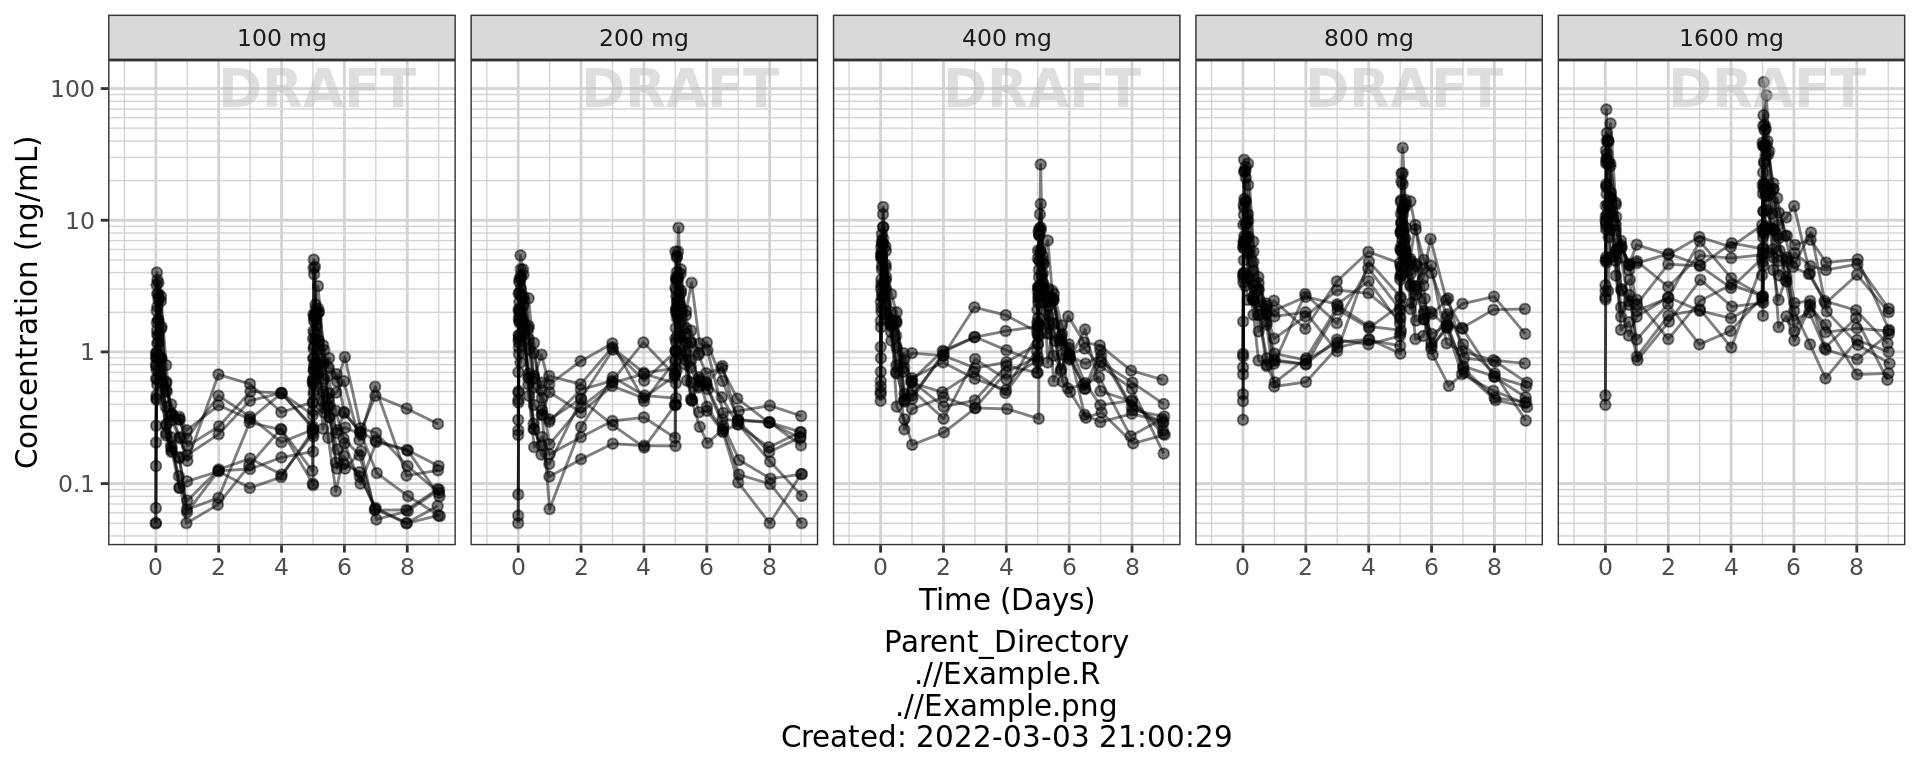 100 mg 200 mg 400 mg 800 mg 1600 mg
DRAFT DRAFT DRAFT DRAFT DRAFT
Concentration (ng/mL)
100
10
1
0.1
0 2 4 6 8 0 2 4 6 8 0 2 4 6 8 0 2 4 6 8 0 2 4 6 8
Time (Days)
Parent_Directory
.//Example.R
.//Example.png
Created: 2022-03-03 21:00:29